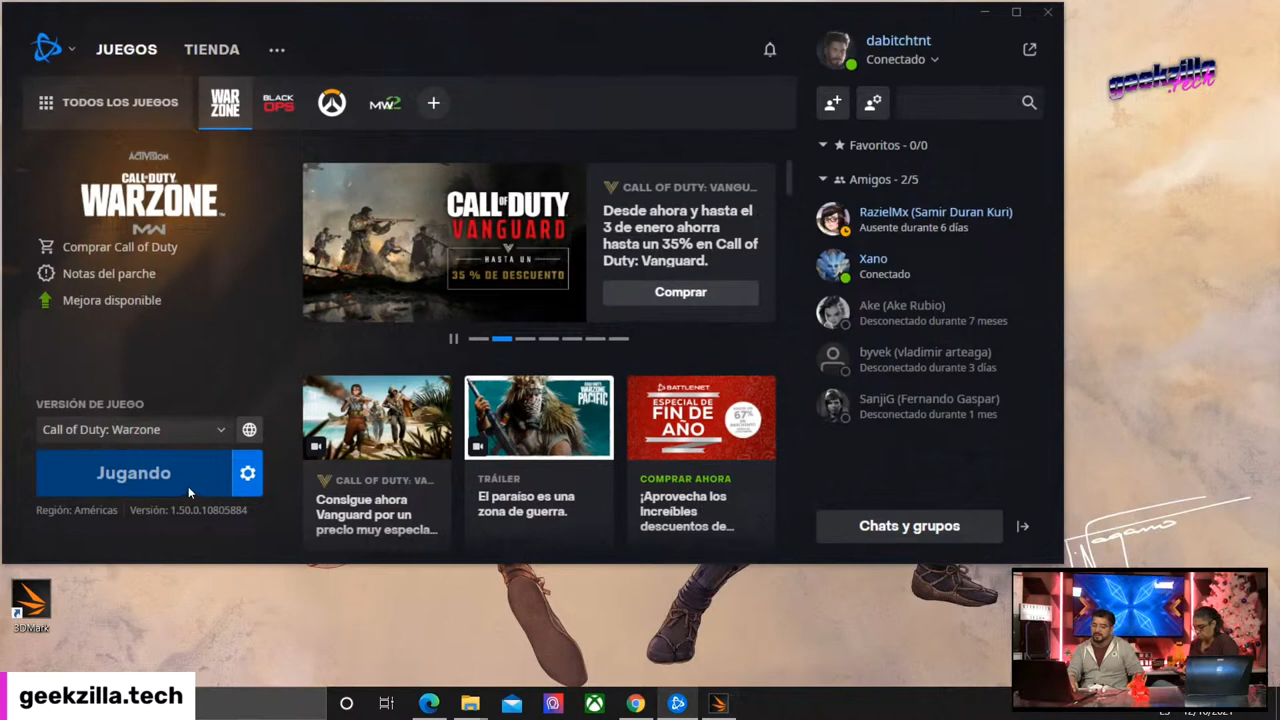 JUEGOS
TIENDA
dabitchtnt
Conectado
geekzilla.tech
TODOS LOS JUEGOS
WAR
ZONE
BLACK
OPS
MW2
ACTIVISION.
CALL OF DUTY
WARZONE
MW
Comprar Call of Duty
Notas del parche
Mejora disponible
CALL OF DUTY
VANGUARD
HASTA UN
35 % DE DESCUENTO
CALL OF DUTY: VANGU...
Desde ahora y hasta el
3 de enero ahorra
hasta un 35% en Call of
Duty: Vanguard.
Comprar
Favoritos - 0/0
Amigos - 2/5
RazielMx (Samir Duran Kuri)
Ausente durante 6 días
Xano
Conectado
Ake (Ake Rubio)
Desconectado durante 7 meses
byvek (vladimir arteaga)
Desconectado durante 3 días
SanjiG (Fernando Gaspar)
Desconectado durante 1 mes
VERSIÓN DE JUEGO
Call of Duty: Warzone
Jugando
Región: Américas
Versión: 1.50.0.10805884
CALL OF DUTY: VA...
Consigue ahora
Vanguard por un
precio muy especia...
WARZONE
PACIFIC
TRÁILER
El paraíso es una
zona de guerra.
BATTLE.NET
ESPECIAL DE
FIN DE
AÑO
67%
COMPRAR AHORA
¡Aprovecha los
Increíbles
descuentos de...
Chats y grupos
3DMark
geekzilla.tech